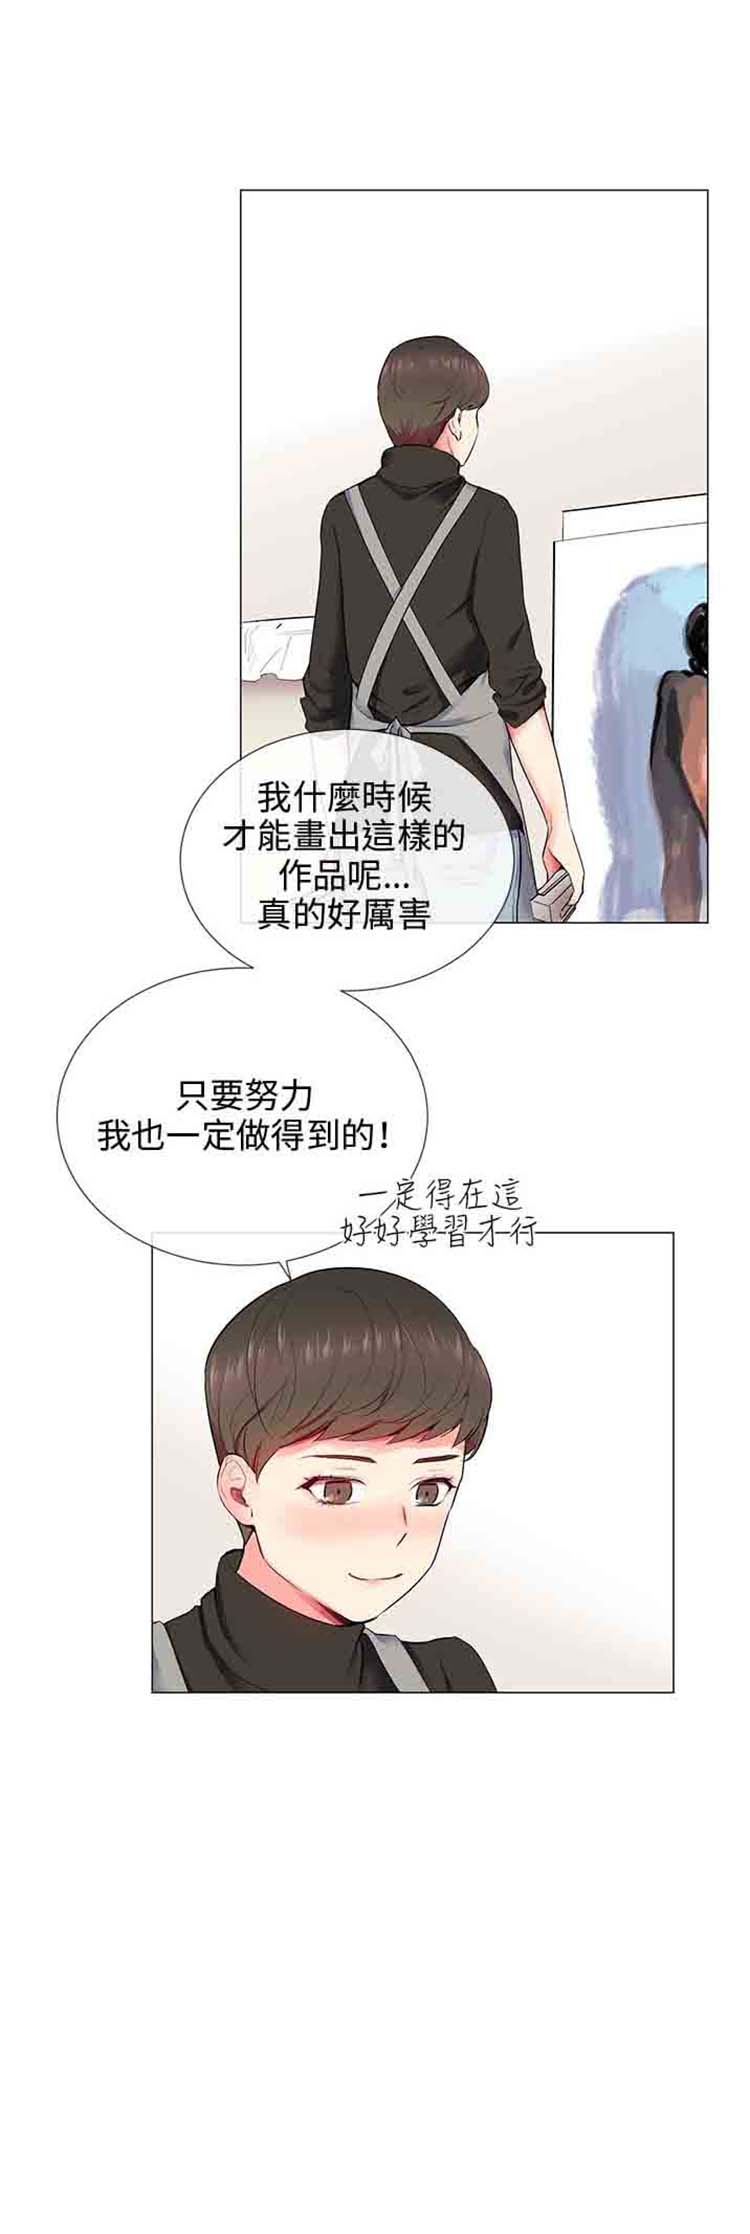 我什麼時候
才能畫出這樣的
作品呢...
真的好厲害
只要努力
我也一定做得到的!
一定得在這
好好學習才行